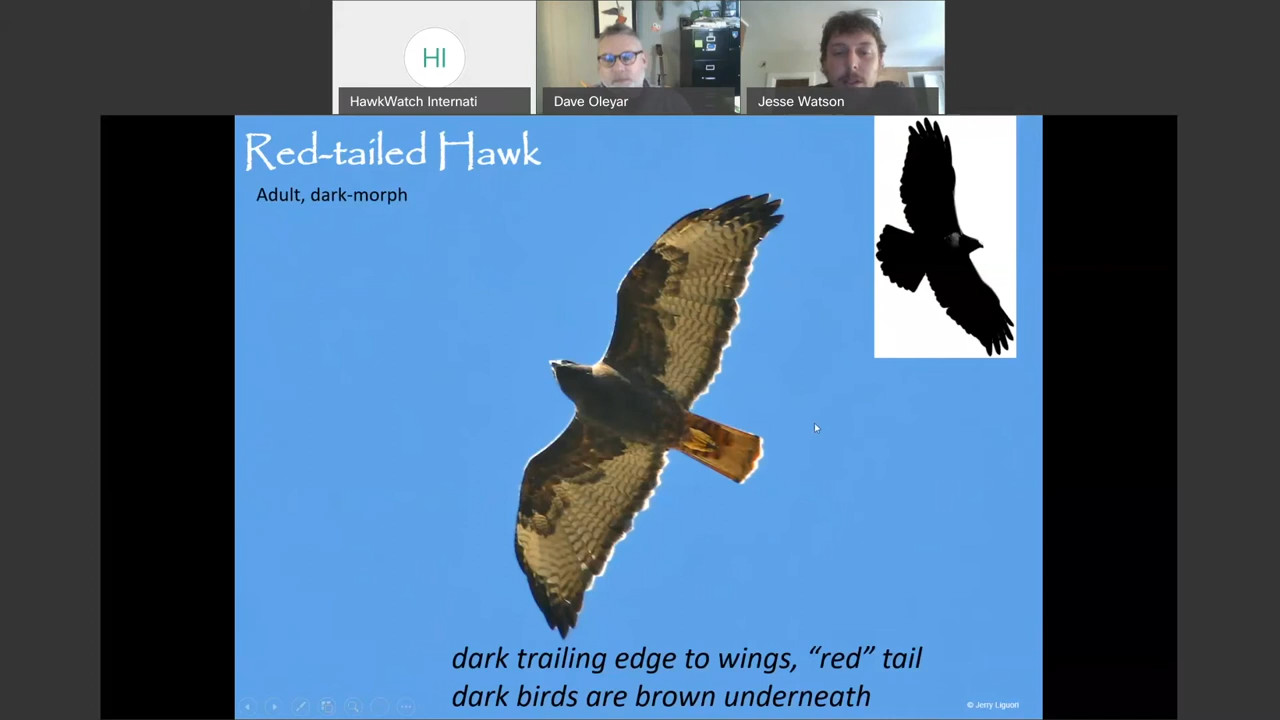 HI
HawkWatch Internati
Dave Oleyar
Jesse Watson
Red-tailed Hawk
Adult, dark-morph
dark trailing edge to wings, “red” tail
dark birds are brown underneath
© Jerry Liguori